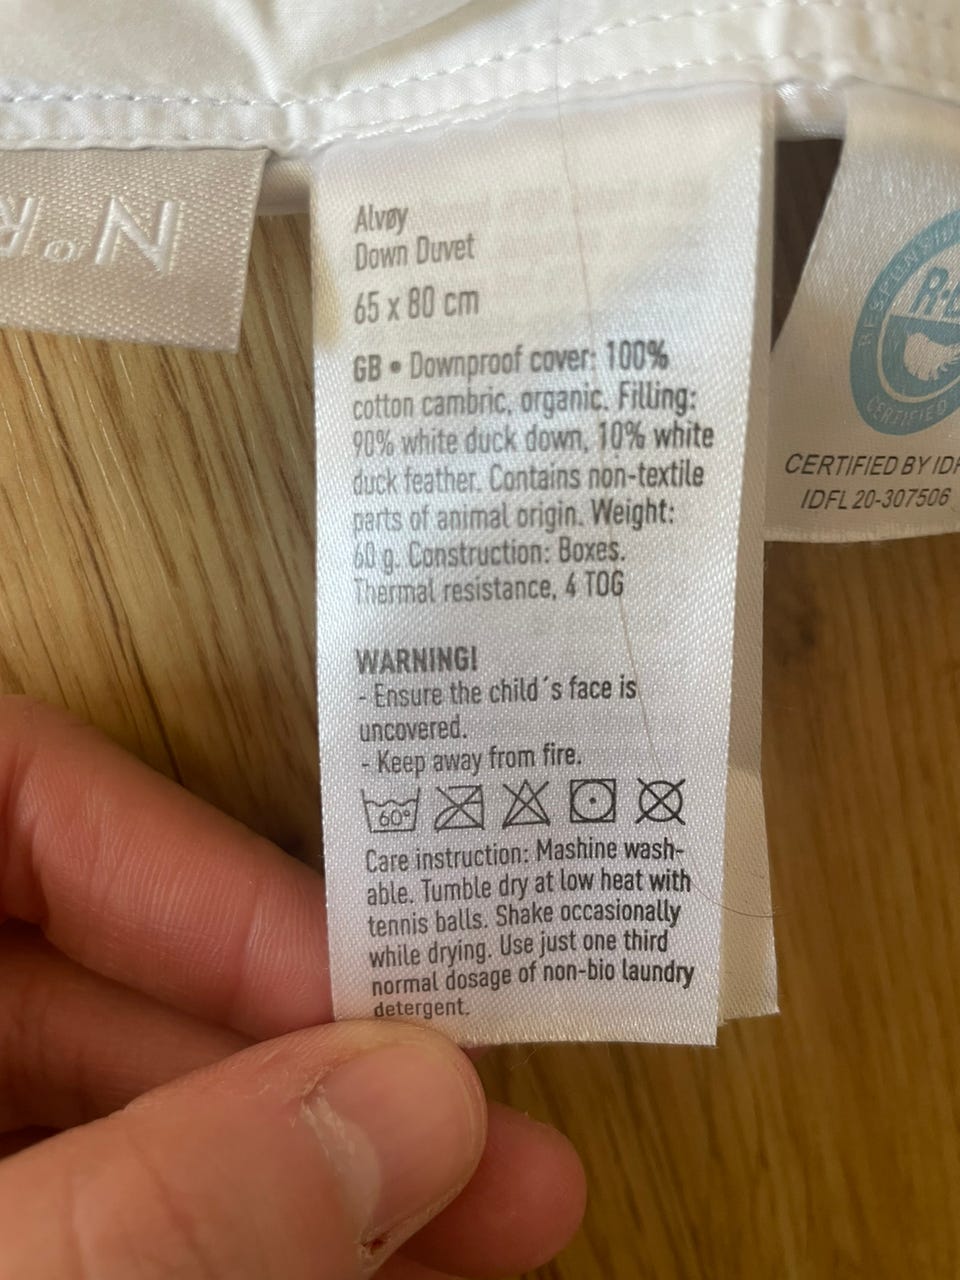 Alvøy
Down Duvet
65 x 80 cm
GB • Downproof cover: 100%
cotton cambric, organic. Filling:
90% white duck down, 10% white
duck feather. Contains non-textile
parts of animal origin. Weight:
60 g. Construction: Boxes.
Thermal resistance, 4 TOG
WARNING!
- Ensure the child´s face is
uncovered.
- Keep away from fire.
60°
Care instruction: Mashine wash-
able. Tumble dry at low heat with
tennis balls. Shake occasionally
while drying. Use just one third
normal dosage of non-bio laundry
detergent.
CERTIFIED
CERTIFIED BY IDF
IDFL 20-307506